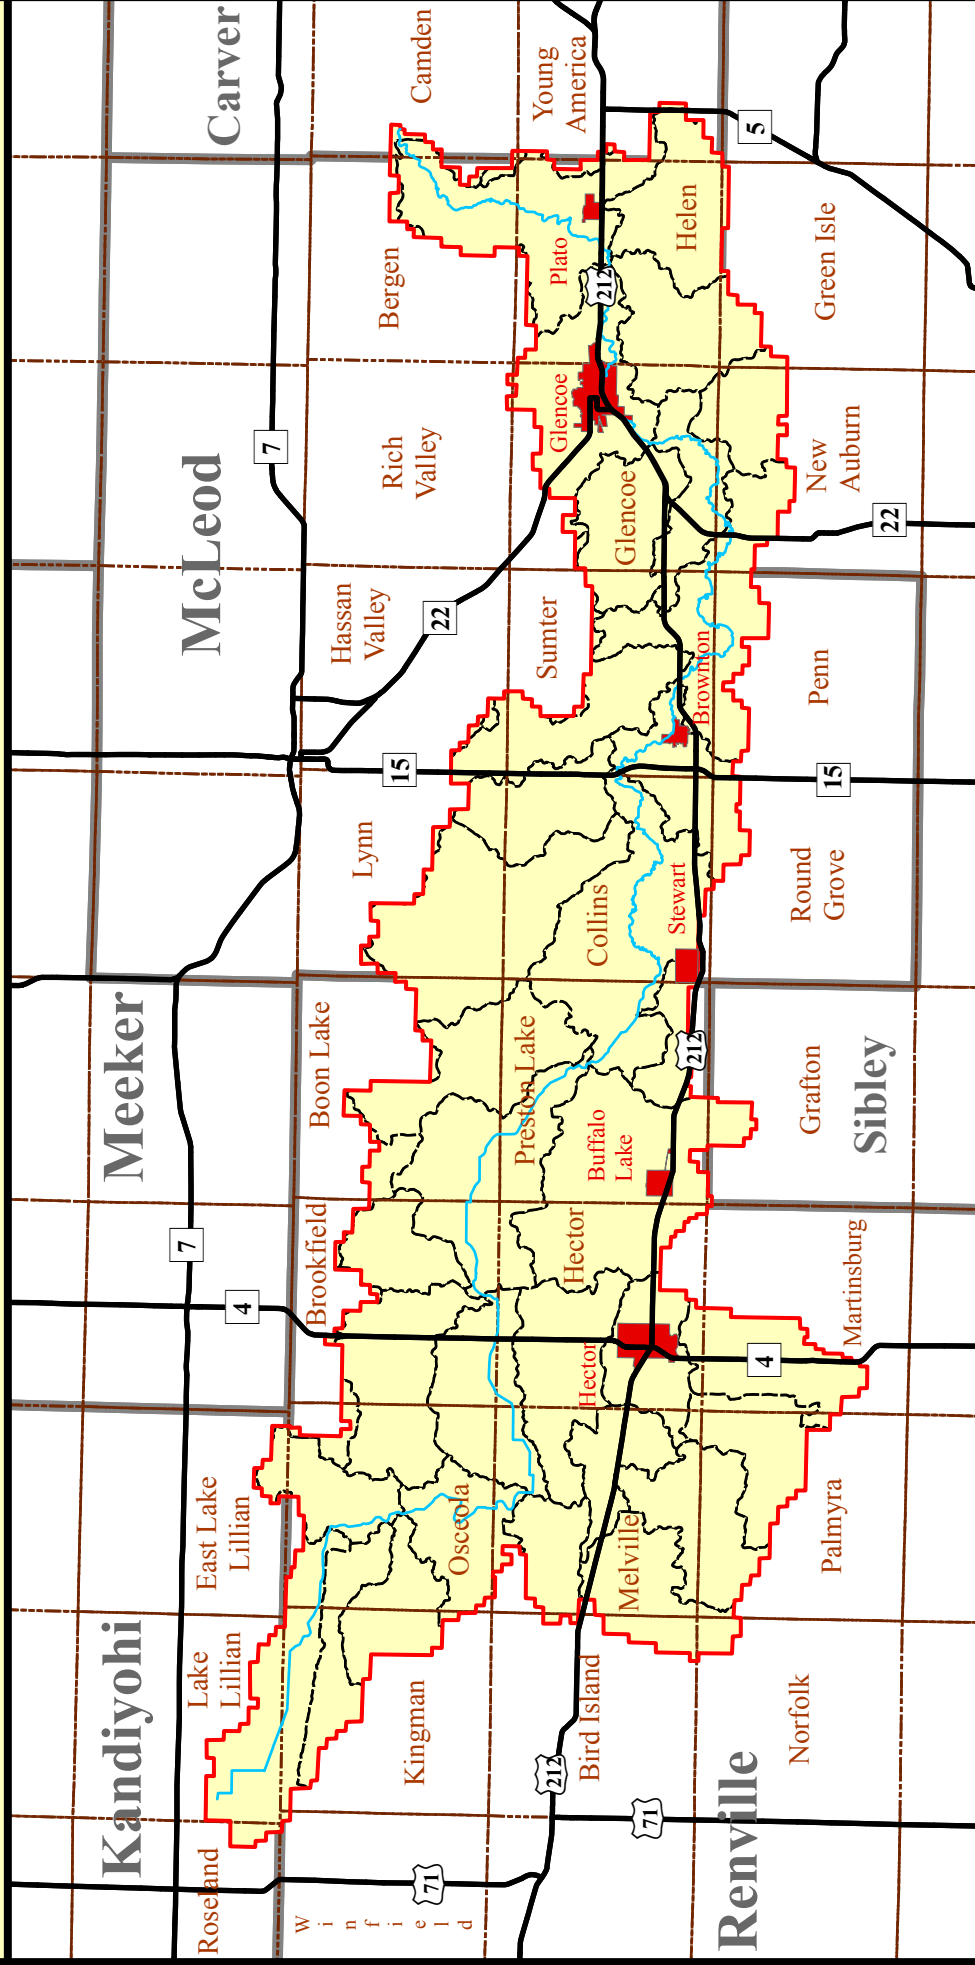 Kandiyohi
Meeker
McLeod
Carver
Renville
Sibley
Roseland
Lake
Lillian
East Lake
Lillian
W
i
n
f
i
e
l
d
Kingman
Osceola
Brookfield
Boon Lake
Lynn
Hassan
Valley
Rich
Valley
Bergen
Camden
Bird Island
Melville
Hector
Preston Lake
Collins
Sumter
Glencoe
Helen
Young
America
Norfolk
Palmyra
Martinsburg
Grafton
Round
Grove
Penn
New
Auburn
Green Isle
Hector
Buffalo
Lake
Stewart
Brownton
Glencoe
Plato
7
7
4
4
15
15
22
22
5
71
71
212
212
212